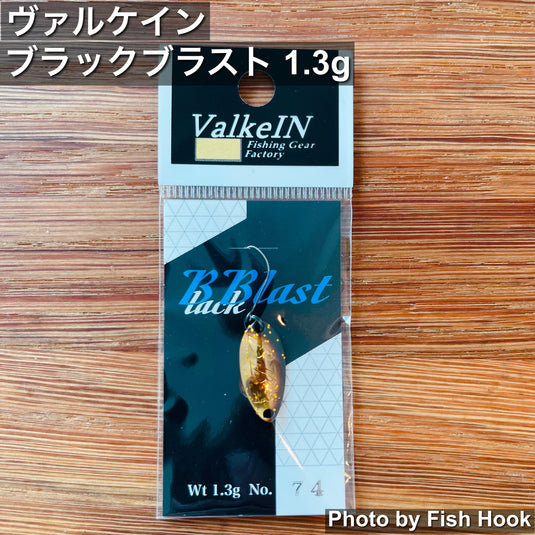 ヴァルケイン
ブラックブラスト 1.3g
ValkeIN
Fishing Gear
Factory
B Blast
lack
Wt 1.3g No. 74
Photo by Fish Hook